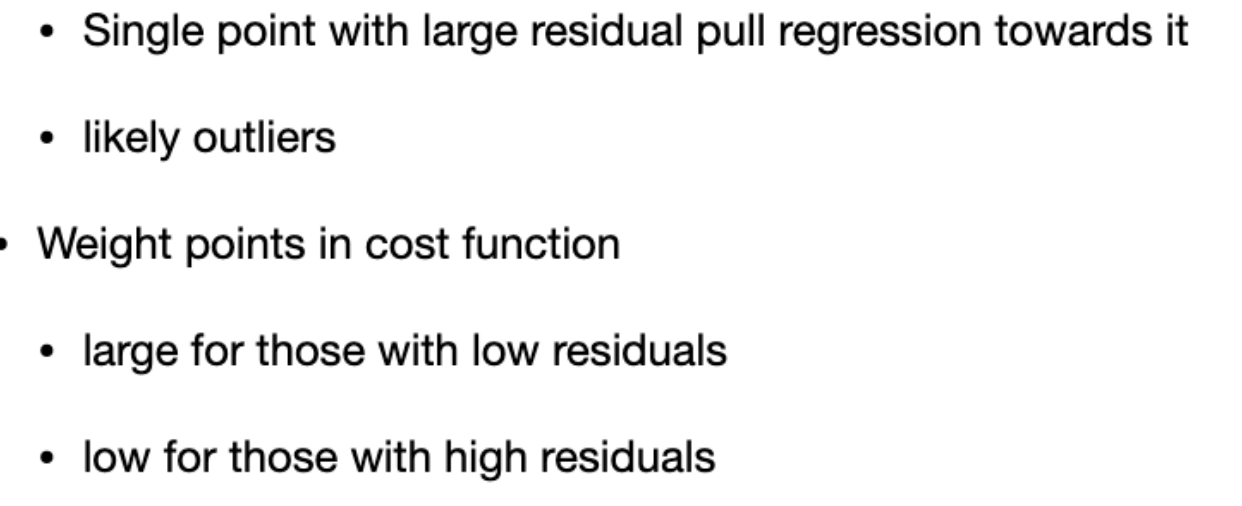 • Single point with large residual pull regression towards it
• likely outliers
• Weight points in cost function
• large for those with low residuals
• low for those with high residuals